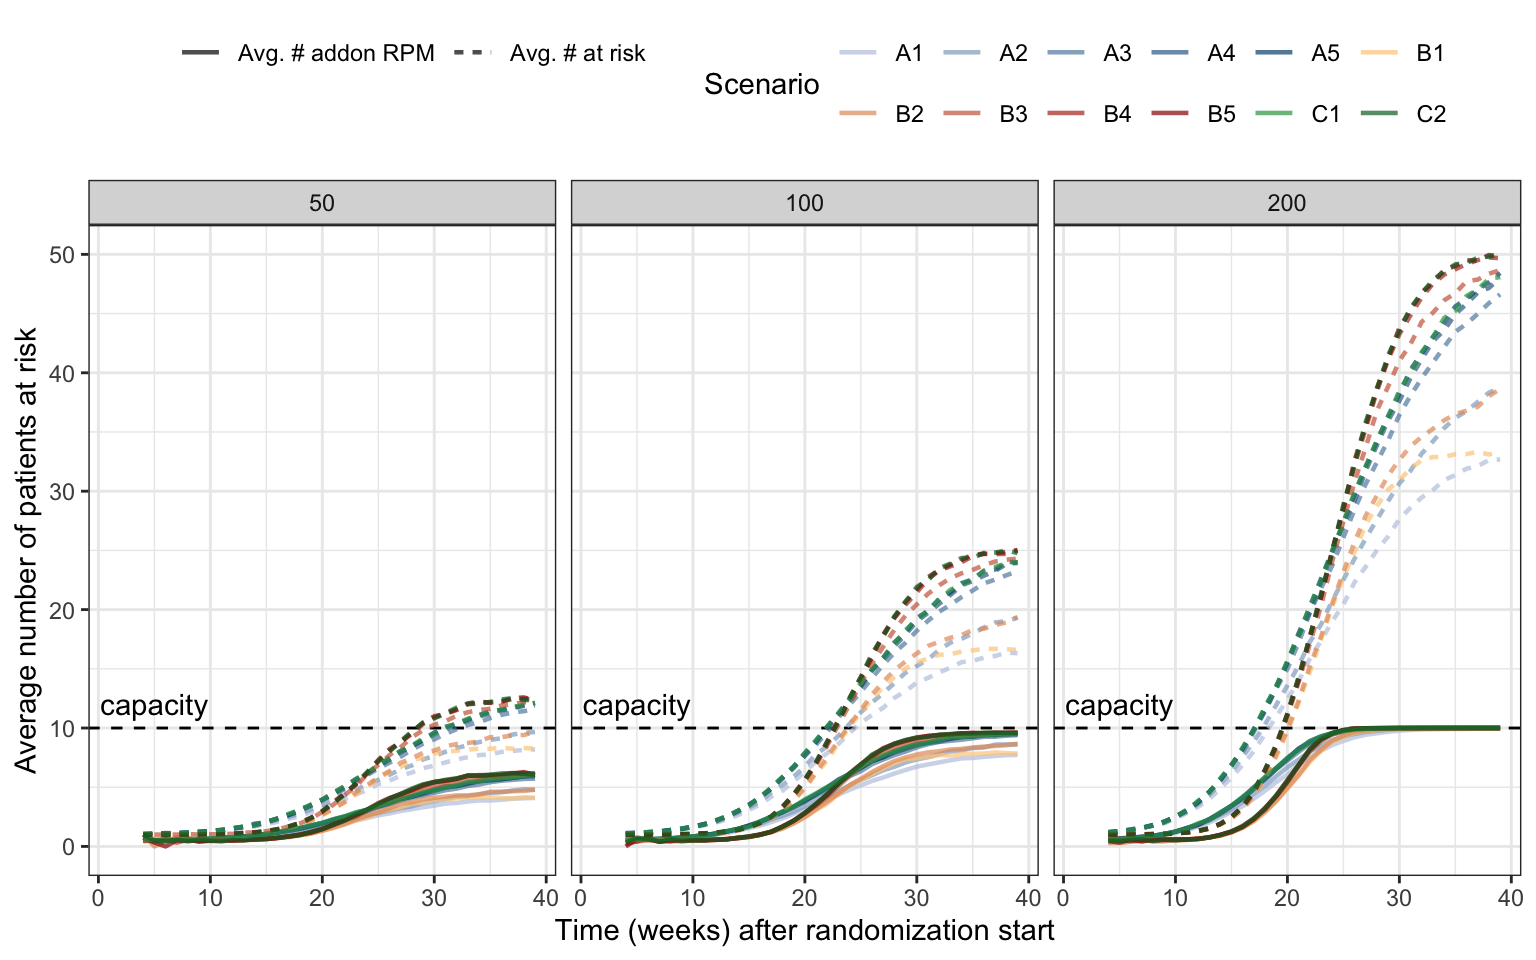 Avg. # addon RPM Avg. # at risk
Scenario
A1 A2 A3 A4 A5 B1
B2 B3 B4 B5 C1 C2
50 100 200
Average number of patients at risk
50
40
30
20
10
0
capacity capacity capacity
0 10 20 30 40 0 10 20 30 40 0 10 20 30 40
Time (weeks) after randomization start